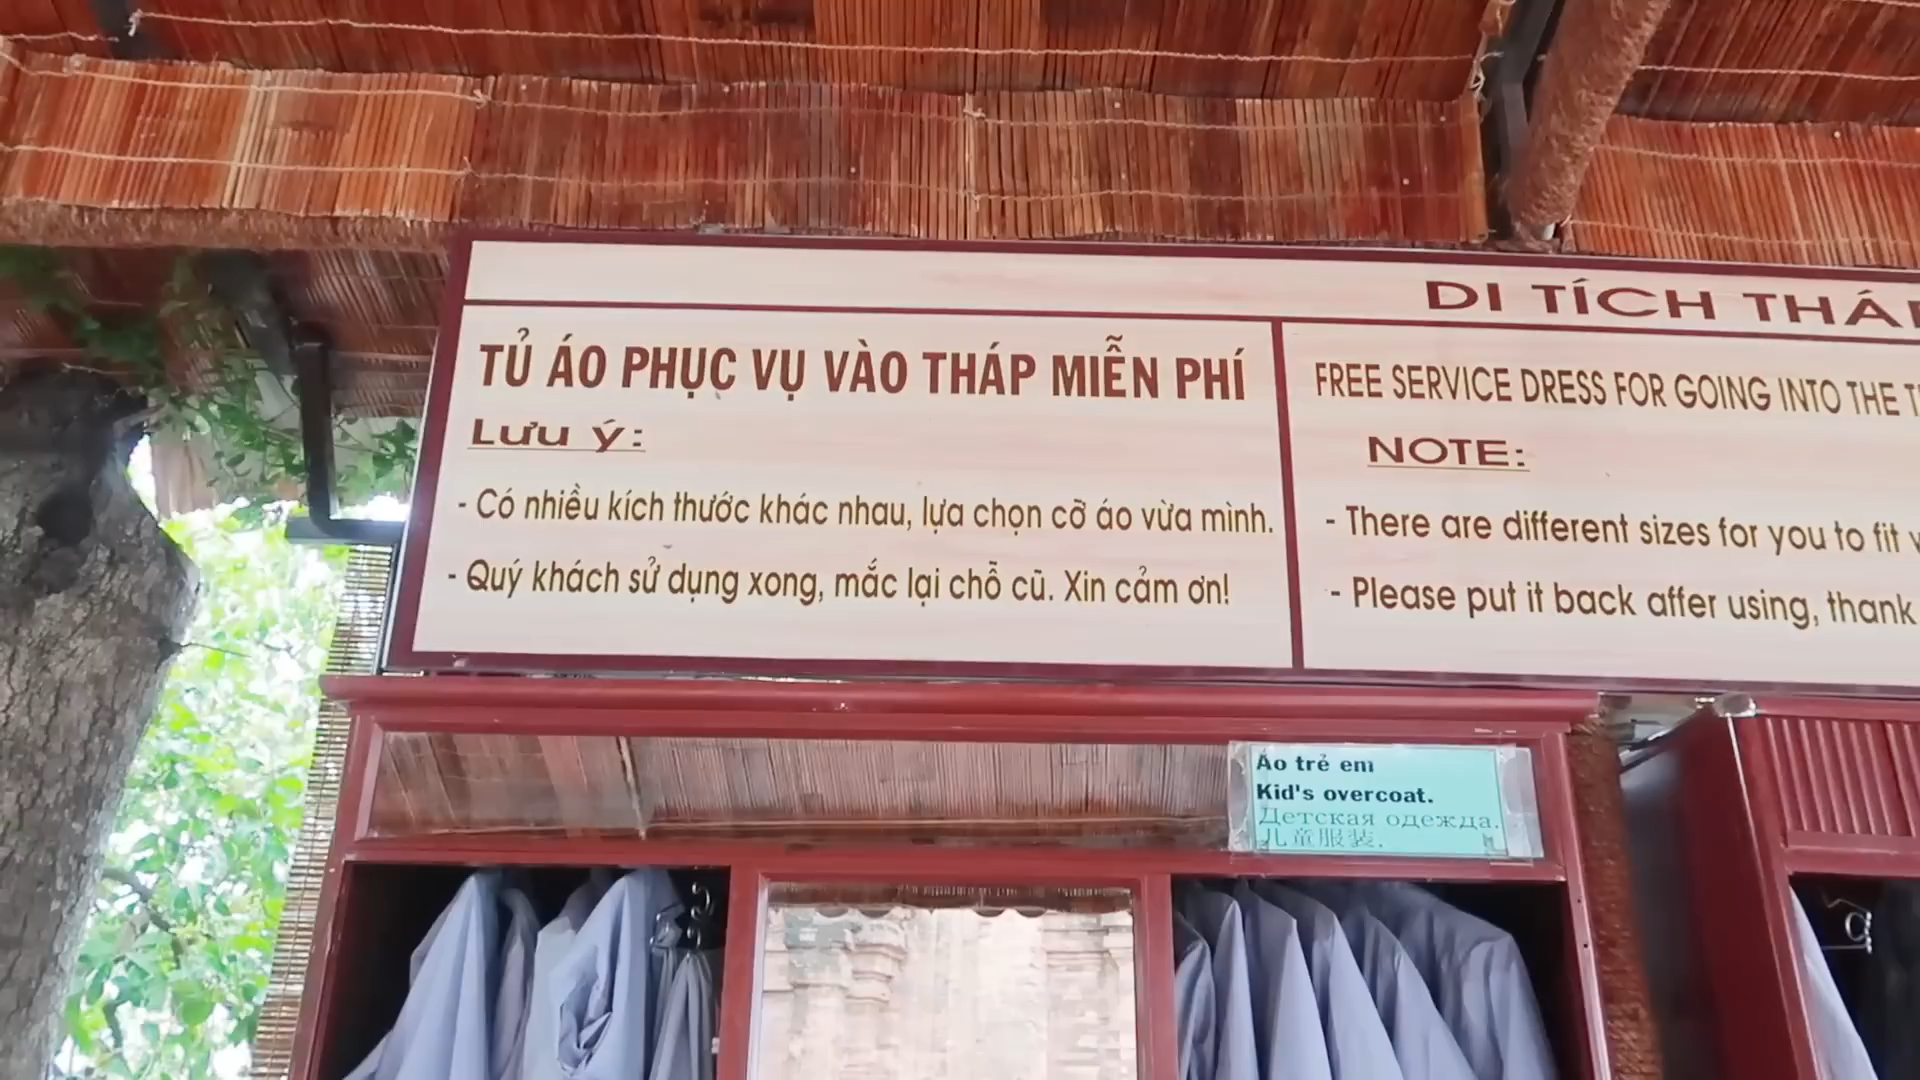 DI TÍCH
TỦ ÁO PHỤC VỤ VÀO THÁP MIỄN PHÍ
Lưu ý:
- Có nhiều kích thước khác nhau, lựa chọn cỡ áo vừa mình.
- Quý khách sử dụng xong, mắc lại chỗ cũ. Xin cảm ơn!
FREE SERVICE DRESS FOR GOING INTO THE
NOTE:
- There are different sizes for you to fit
- Please put it back affer using, thank
Áo trẻ em
Kid's overcoat.
Детская одежда.
儿童服装.